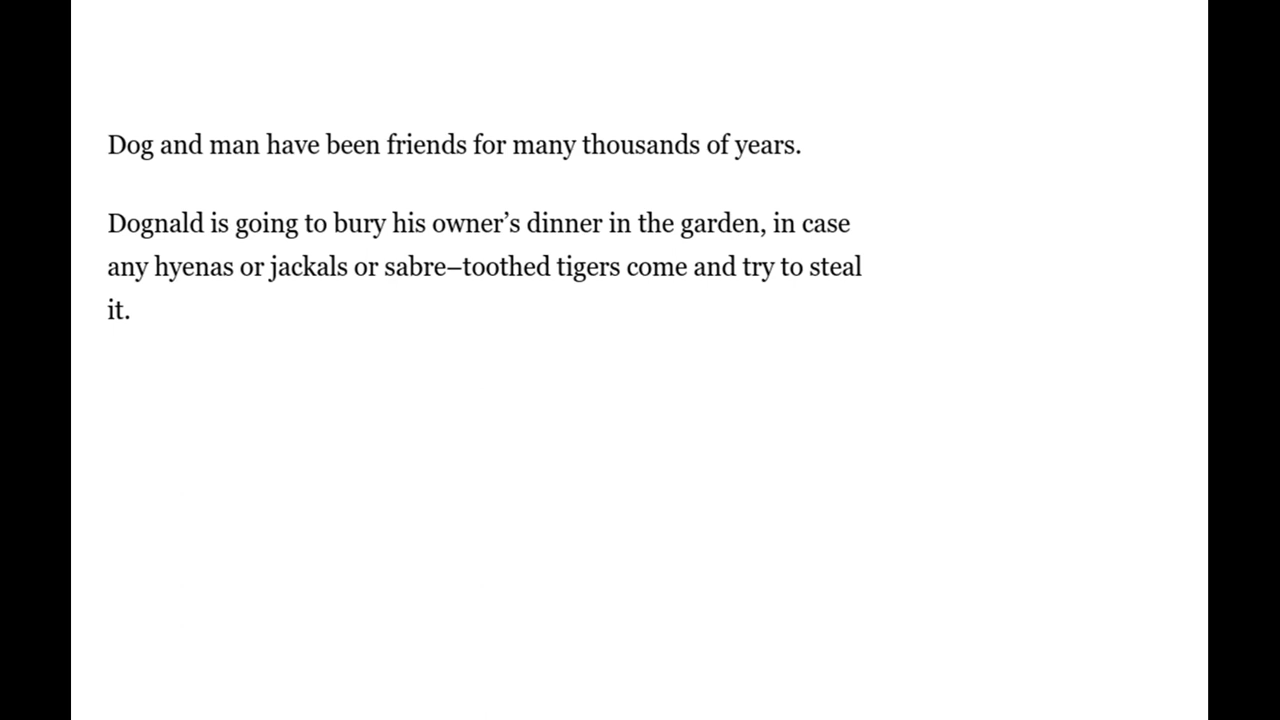 Dog and man have been friends for many thousands of years.
Dognald is going to bury his owner’s dinner in the garden, in case
any hyenas or jackals or sabre–toothed tigers come and try to steal
it.